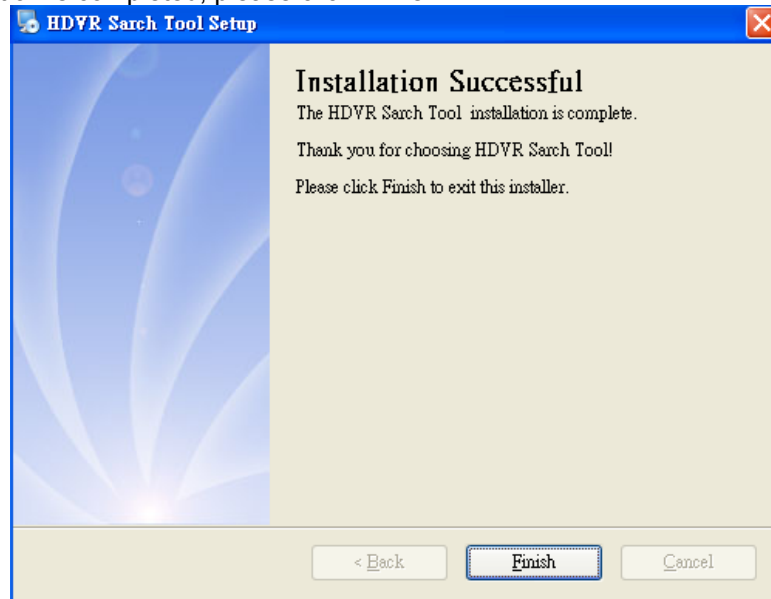 HDVR Sarch Tool Setup
Installation Successful
The HDVR Sarch Tool installation is complete.
Thank you for choosing HDVR Sarch Tool!
Please click Finish to exit this installer.
< Back
Finish
Cancel